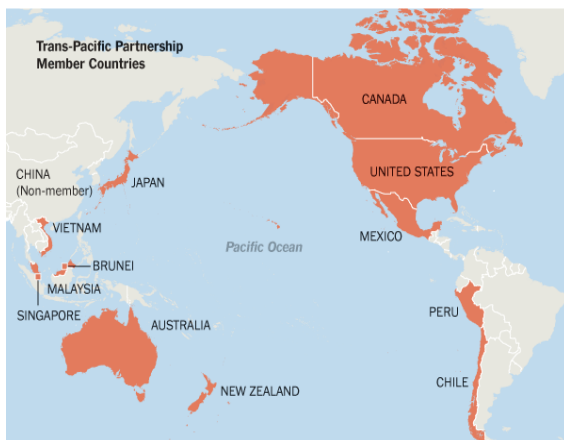 Trans-Pacific Partnership
Member Countries
CANADA
UNITED STATES
CHINA
(Non-member)
JAPAN
VIETNAM
MEXICO
Pacific Ocean
BRUNEI
MALAYSIA
SINGAPORE
PERU
AUSTRALIA
CHILE
NEW ZEALAND